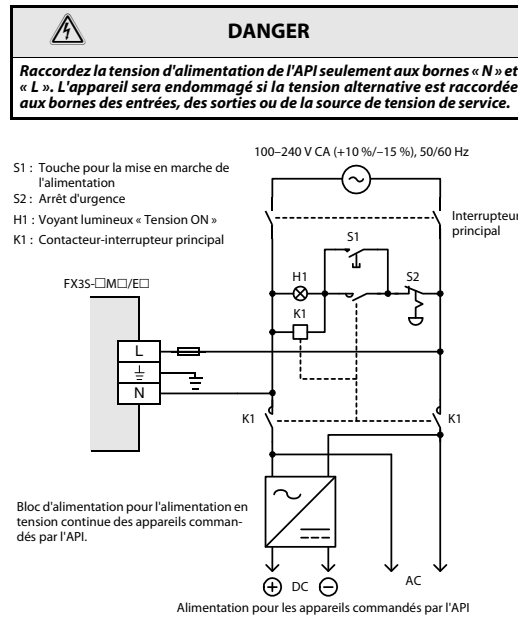 DANGER
Raccordez la tension d'alimentation de l'API seulement aux bornes « N » et
« L ». L'appareil sera endommagé si la tension alternative est raccordée
aux bornes des entrées, des sorties ou de la source de tension de service.
100–240 V CA (+10 %/–15 %), 50/60 Hz
S1 : Touche pour la mise en marche de
l'alimentation
S2 : Arrêt d'urgence
H1 : Voyant lumineux « Tension ON »
K1 : Contacteur-interrupteur principal
Interrupteur
principal
S1
H1
S2
K1
FX3S-□M□/E□
L
N
K1
K1
Bloc d'alimentation pour l'alimentation en
tension continue des appareils comman-
dés par l'API.
DC
AC
Alimentation pour les appareils commandés par l'API